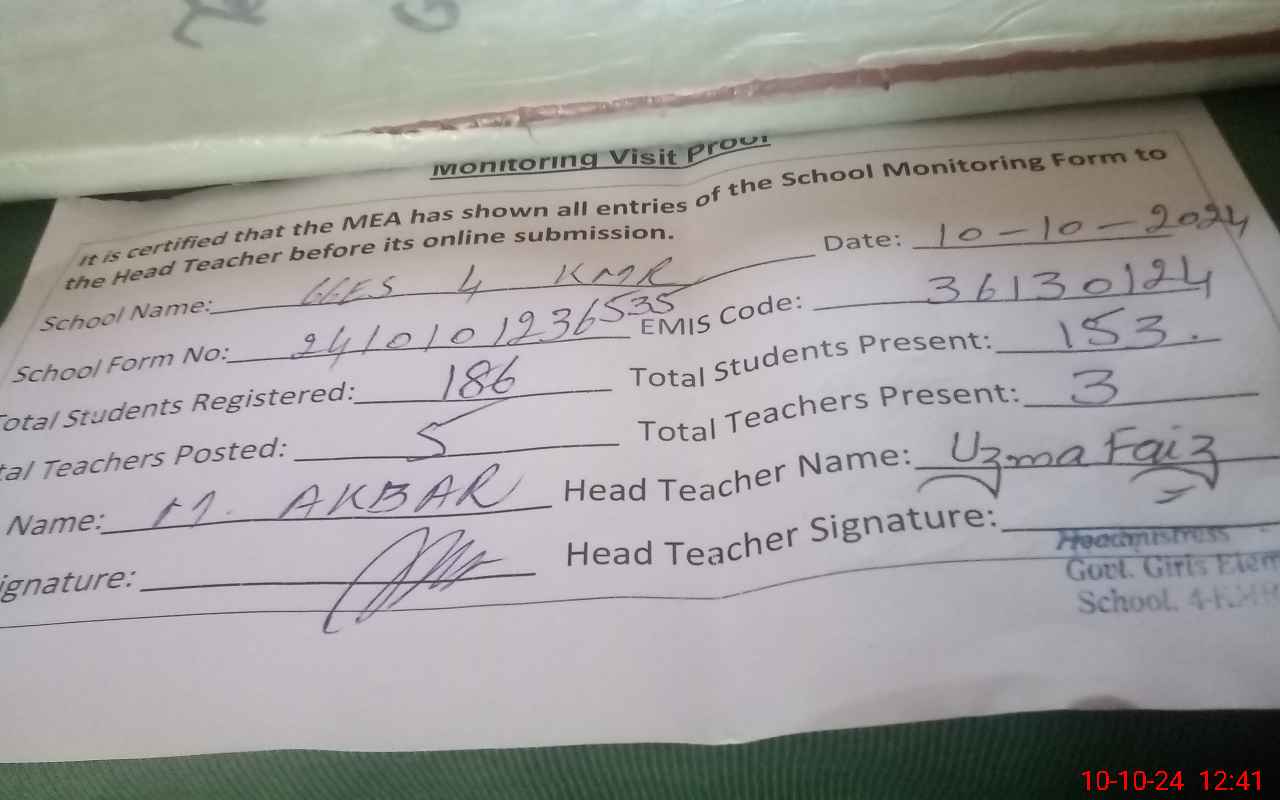 Monitoring Visit Proof
It is certified that the MEA has shown all entries of the School Monitoring Form to
the Head Teacher before its online submission.
Date: 10-10-2024
School Name: GGES 4 KMR
School Form No: 2410101236535 EMIS Code: 36130124
Total Students Registered: 186 Total Students Present: 153.
tal Teachers Posted: 5 Total Teachers Present: 3
Name: M. AKBAR Head Teacher Name: Uzma Faiz
ignature: Head Teacher Signature:
Headmistress
Govt. Girls Elem
School. 4-KMR
10-10-24 12:41